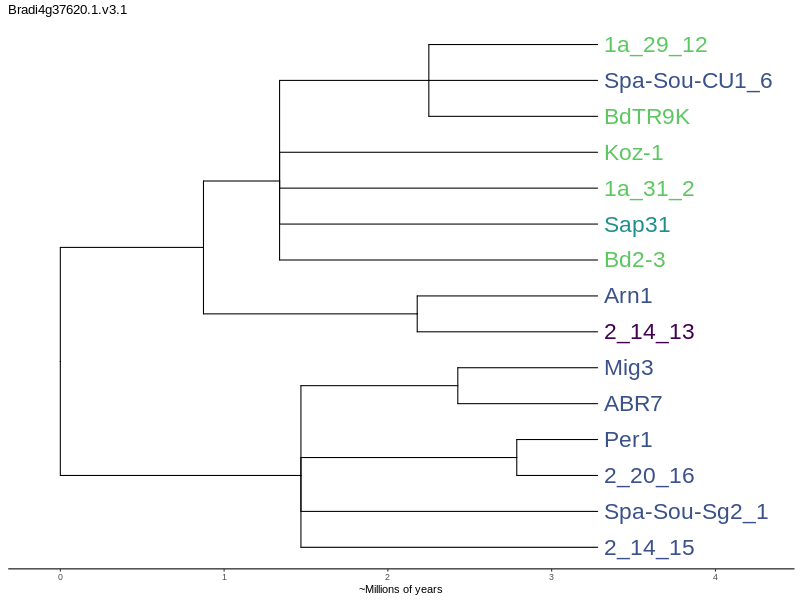 Bradi4g37620.1.v3.1
1a_29_12
Spa-Sou-CU1_6
BdTR9K
Koz-1
1a_31_2
Sap31
Bd2-3
Arn1
2_14_13
Mig3
ABR7
Per1
2_20_16
Spa-Sou-Sg2_1
2_14_15
0 1 2 3 4
~Millions of years